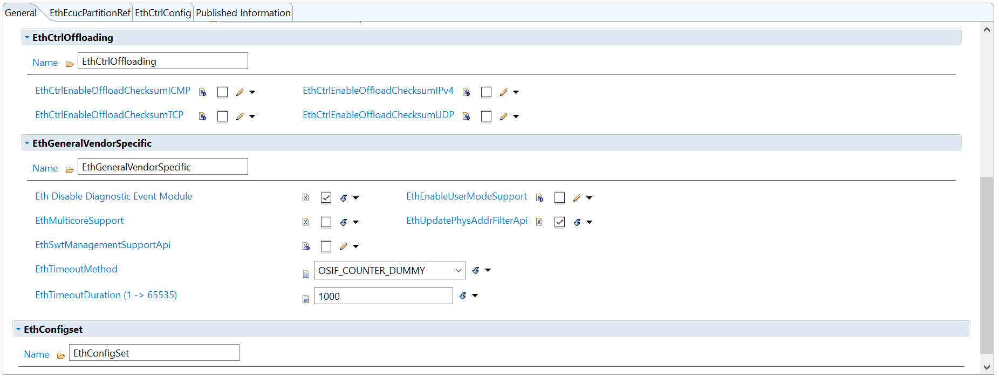 General EthEcucPartitionRef EthCtrlConfig Published Information
EthCtrlOffloading
Name EthCtrlOffloading
EthCtrlEnableOffloadChecksumICMP EthCtrlEnableOffloadChecksumIPv4
EthCtrlEnableOffloadChecksumTCP EthCtrlEnableOffloadChecksumUDP
EthGeneralVendorSpecific
Name EthGeneralVendorSpecific
Eth Disable Diagnostic Event Module EthEnableUserModeSupport
EthMulticoreSupport EthUpdatePhysAddrFilterApi
EthSwtManagementSupportApi
EthTimeoutMethod OSIF_COUNTER_DUMMY
EthTimeoutDuration (1 -> 65535) 1000
EthConfigset
Name EthConfigSet